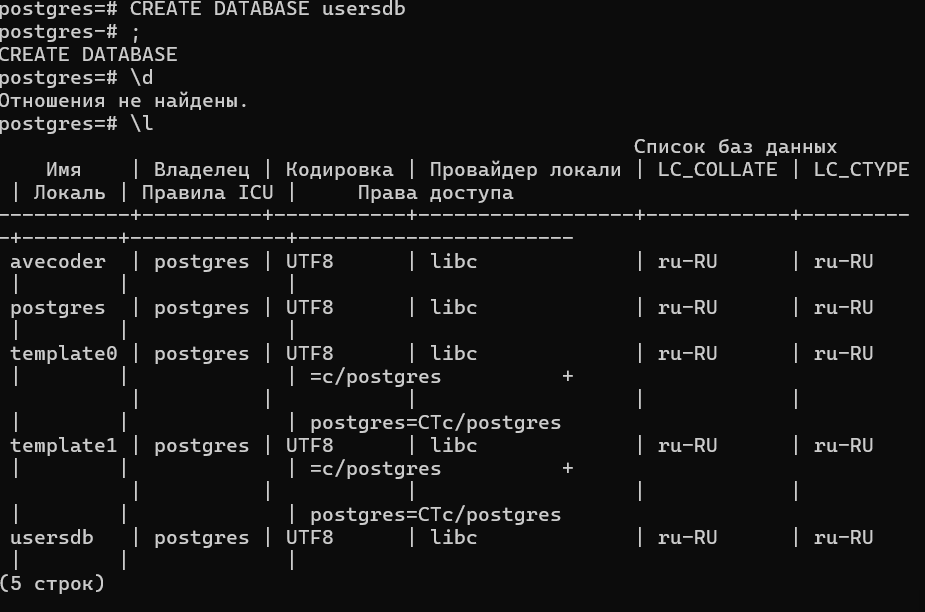 postgres=# CREATE DATABASE usersdb
postgres-# ;
CREATE DATABASE
postgres=# \d
Отношения не найдены.
postgres=# \l
                                                     Список баз данных
    Имя    | Владелец | Кодировка | Провайдер локали | LC_COLLATE | LC_CTYPE
 | Локаль | Правила ICU |     Права доступа
-----------+----------+-----------+------------------+------------+---------
-+--------+-------------+-----------------------
 avecoder  | postgres | UTF8      | libc             | ru-RU      | ru-RU
 |        |             |
 postgres  | postgres | UTF8      | libc             | ru-RU      | ru-RU
 |        |             |
 template0 | postgres | UTF8      | libc             | ru-RU      | ru-RU
 |        |             | =c/postgres          +
           |          |           |                  |            |
 |        |             | postgres=CTc/postgres
 template1 | postgres | UTF8      | libc             | ru-RU      | ru-RU
 |        |             | =c/postgres          +
           |          |           |                  |            |
 |        |             | postgres=CTc/postgres
 usersdb   | postgres | UTF8      | libc             | ru-RU      | ru-RU
 |        |             |
(5 строк)